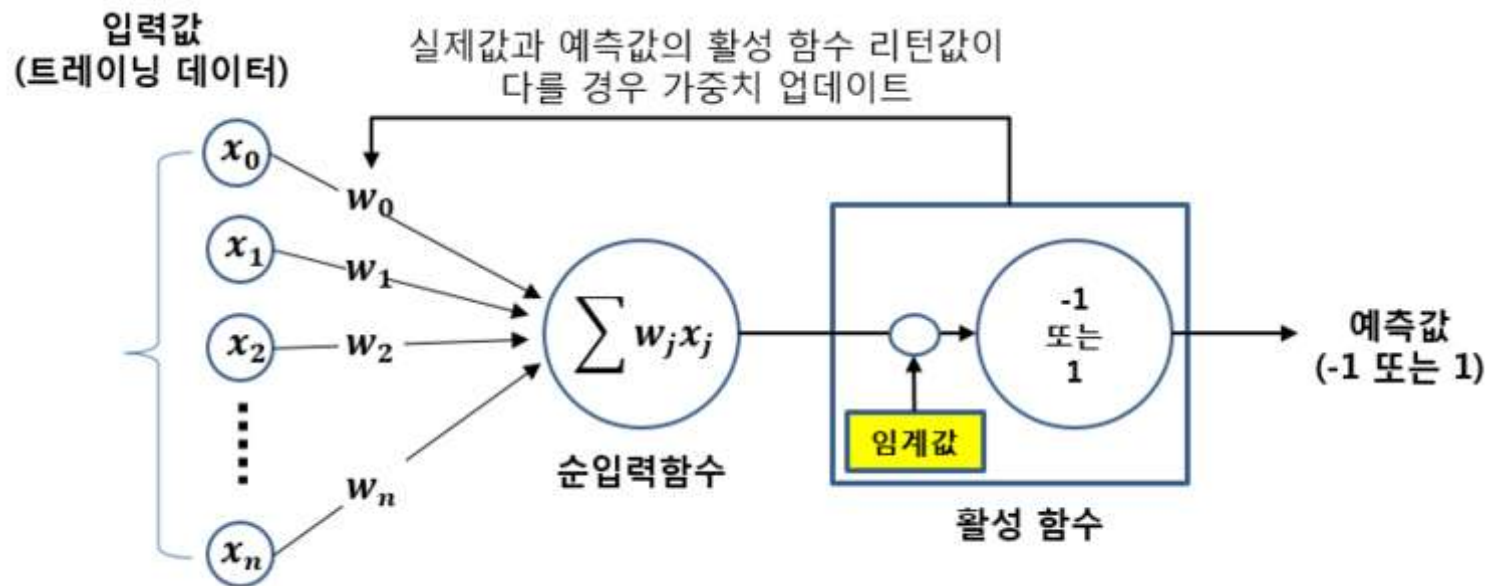 입력값
(트레이닝 데이터)
실제값과 예측값의 활성 함수 리턴값이
다를 경우 가중치 업데이트
x₀
w₀
x₁
w₁
x₂
w₂
xₙ
wₙ
∑ wⱼxⱼ
순입력함수
임계값
-1
또는
1
활성 함수
예측값
(-1 또는 1)